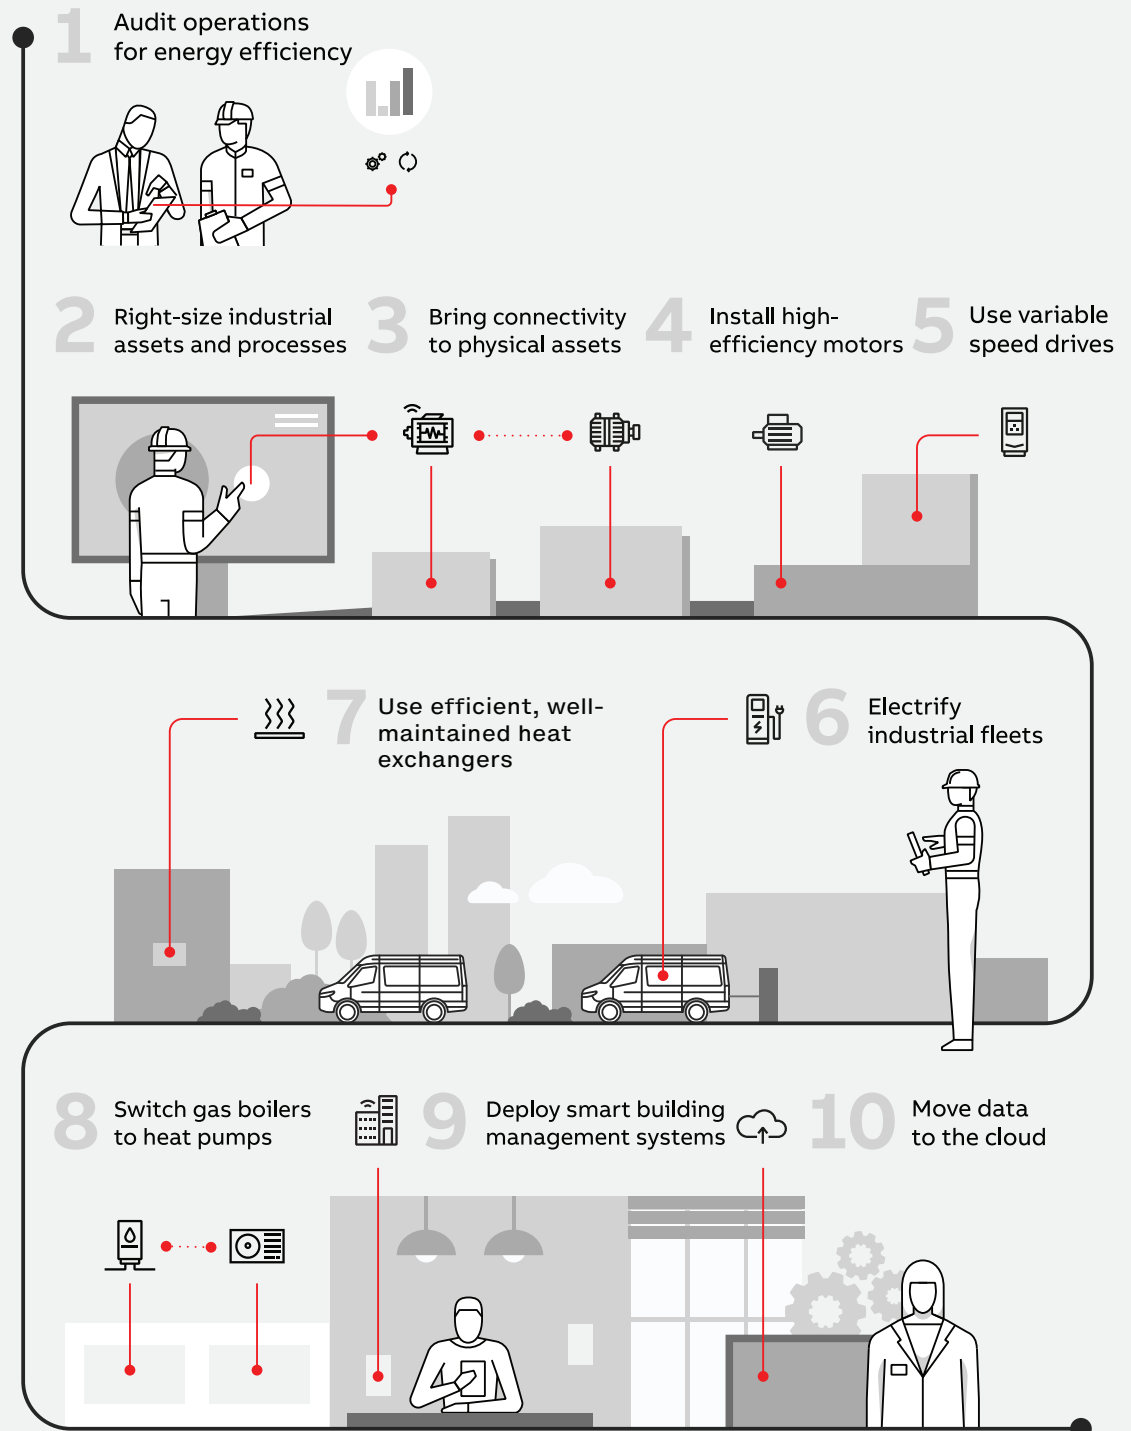 1
Audit operations
for energy efficiency
2
Right-size industrial
assets and processes
3
Bring connectivity
to physical assets
4
Install high-
efficiency motors
5
Use variable
speed drives
6
Electrify
industrial fleets
7
Use efficient, well-
maintained heat
exchangers
8
Switch gas boilers
to heat pumps
9
Deploy smart building
management systems
10
Move data
to the cloud